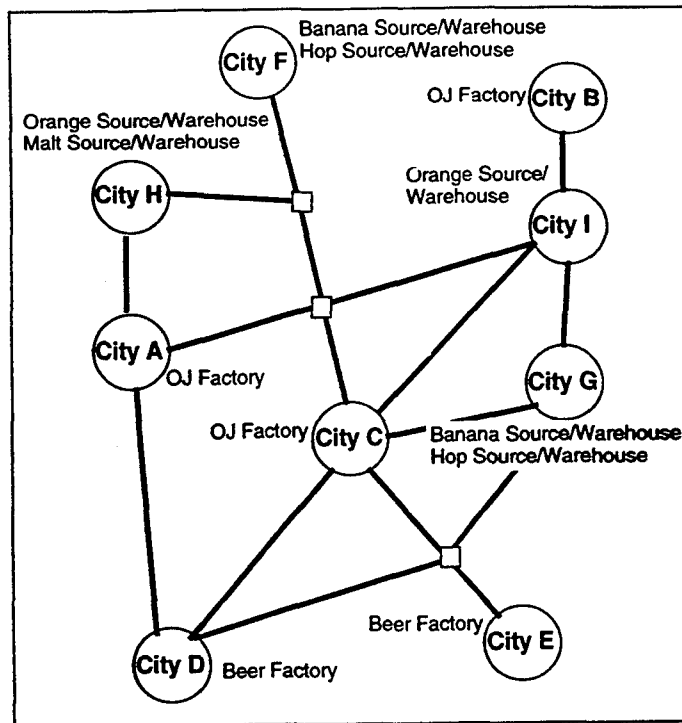 Banana Source/Warehouse
Hop Source/Warehouse
City F
OJ Factory
City B
Orange Source/Warehouse
Malt Source/Warehouse
City H
Orange Source/
Warehouse
City I
City A
OJ Factory
City G
OJ Factory
City C
Banana Source/Warehouse
Hop Source/Warehouse
Beer Factory
City E
City D
Beer Factory